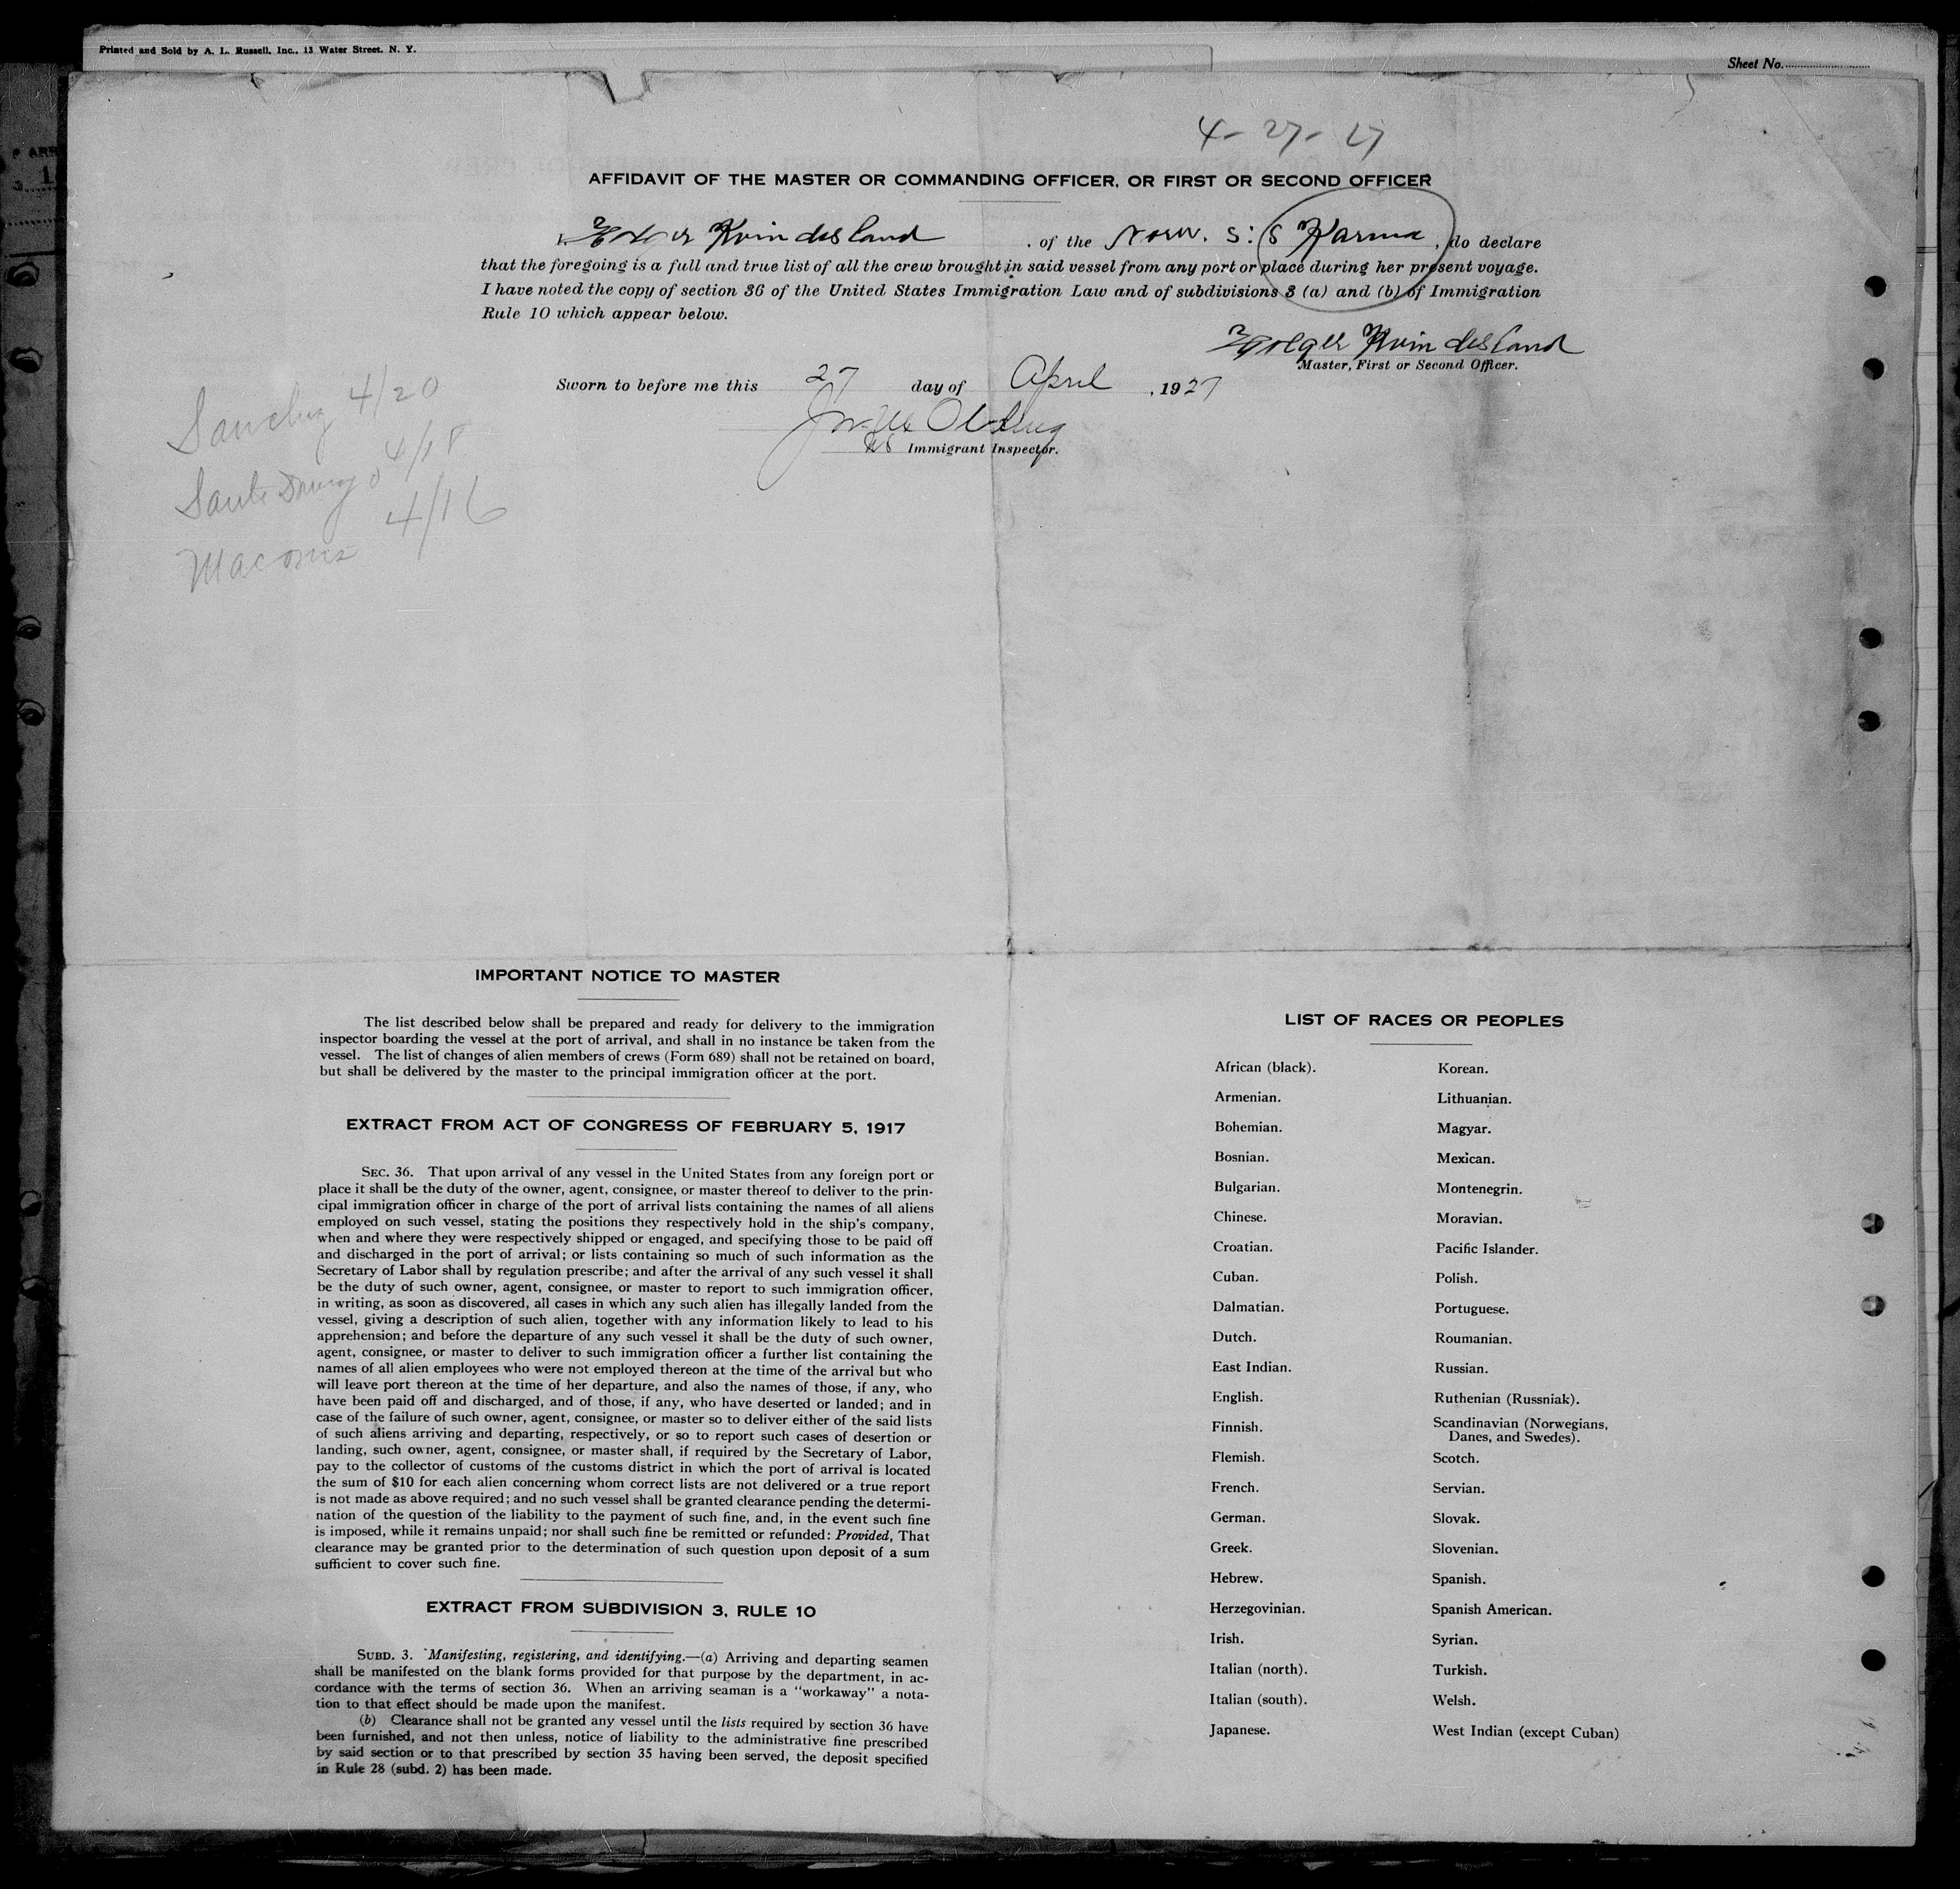 Printed and Sold by A. L. Russell, Inc., 13 Water Street. N. Y.
Sheet No.
4-27-27
AFFIDAVIT OF THE MASTER OR COMMANDING OFFICER, OR FIRST OR SECOND OFFICER
I, Holger Kvindesland, of the Norw. S:S Karma, do declare
that the foregoing is a full and true list of all the crew brought in said vessel from any port or place during her present voyage.
I have noted the copy of section 36 of the United States Immigration Law and of subdivisions 3 (a) and (b) of Immigration
Rule 10 which appear below.
Holger Kvindesland
Master, First or Second Officer.
Sworn to before me this 27 day of April, 1927
Immigrant Inspector.
Sanchez 4/20
Santo Domingo 4/18
Macoris 4/16
IMPORTANT NOTICE TO MASTER
The list described below shall be prepared and ready for delivery to the immigration
inspector boarding the vessel at the port of arrival, and shall in no instance be taken from the
vessel. The list of changes of alien members of crews (Form 689) shall not be retained on board,
but shall be delivered by the master to the principal immigration officer at the port.
EXTRACT FROM ACT OF CONGRESS OF FEBRUARY 5, 1917
SEC. 36. That upon arrival of any vessel in the United States from any foreign port or
place it shall be the duty of the owner, agent, consignee, or master thereof to deliver to the prin-
cipal immigration officer in charge of the port of arrival lists containing the names of all aliens
employed on such vessel, stating the positions they respectively hold in the ship's company,
when and where they were respectively shipped or engaged, and specifying those to be paid off
and discharged in the port of arrival; or lists containing so much of such information as the
Secretary of Labor shall by regulation prescribe; and after the arrival of any such vessel it shall
be the duty of such owner, agent, consignee, or master to report to such immigration officer,
in writing, as soon as discovered, all cases in which any such alien has illegally landed from the
vessel, giving a description of such alien, together with any information likely to lead to his
apprehension; and before the departure of any such vessel it shall be the duty of such owner,
agent, consignee, or master to deliver to such immigration officer a further list containing the
names of all alien employees who were not employed thereon at the time of the arrival but who
will leave port thereon at the time of her departure, and also the names of those, if any, who
have been paid off and discharged, and of those, if any, who have deserted or landed; and in
case of the failure of such owner, agent, consignee, or master so to deliver either of the said lists
of such aliens arriving and departing, respectively, or so to report such cases of desertion or
landing, such owner, agent, consignee, or master shall, if required by the Secretary of Labor,
pay to the collector of customs of the customs district in which the port of arrival is located
the sum of $10 for each alien concerning whom correct lists are not delivered or a true report
is not made as above required; and no such vessel shall be granted clearance pending the determi-
nation of the question of the liability to the payment of such fine, and, in the event such fine
is imposed, while it remains unpaid; nor shall such fine be remitted or refunded: Provided, That
clearance may be granted prior to the determination of such question upon deposit of a sum
sufficient to cover such fine.
EXTRACT FROM SUBDIVISION 3, RULE 10
SUBD. 3. Manifesting, registering, and identifying.—(a) Arriving and departing seamen
shall be manifested on the blank forms provided for that purpose by the department, in ac-
cordance with the terms of section 36. When an arriving seaman is a "workaway" a nota-
tion to that effect should be made upon the manifest.
(b) Clearance shall not be granted any vessel until the lists required by section 36 have
been furnished, and not then unless, notice of liability to the administrative fine prescribed
by said section or to that prescribed by section 35 having been served, the deposit specified
in Rule 28 (subd. 2) has been made.
LIST OF RACES OR PEOPLES
African (black).
Armenian.
Bohemian.
Bosnian.
Bulgarian.
Chinese.
Croatian.
Cuban.
Dalmatian.
Dutch.
East Indian.
English.
Finnish.
Flemish.
French.
German.
Greek.
Hebrew.
Herzegovinian.
Irish.
Italian (north).
Italian (south).
Japanese.
Korean.
Lithuanian.
Magyar.
Mexican.
Montenegrin.
Moravian.
Pacific Islander.
Polish.
Portuguese.
Roumanian.
Russian.
Ruthenian (Russniak).
Scandinavian (Norwegians,
Danes, and Swedes).
Scotch.
Servian.
Slovak.
Slovenian.
Spanish.
Spanish American.
Syrian.
Turkish.
Welsh.
West Indian (except Cuban)